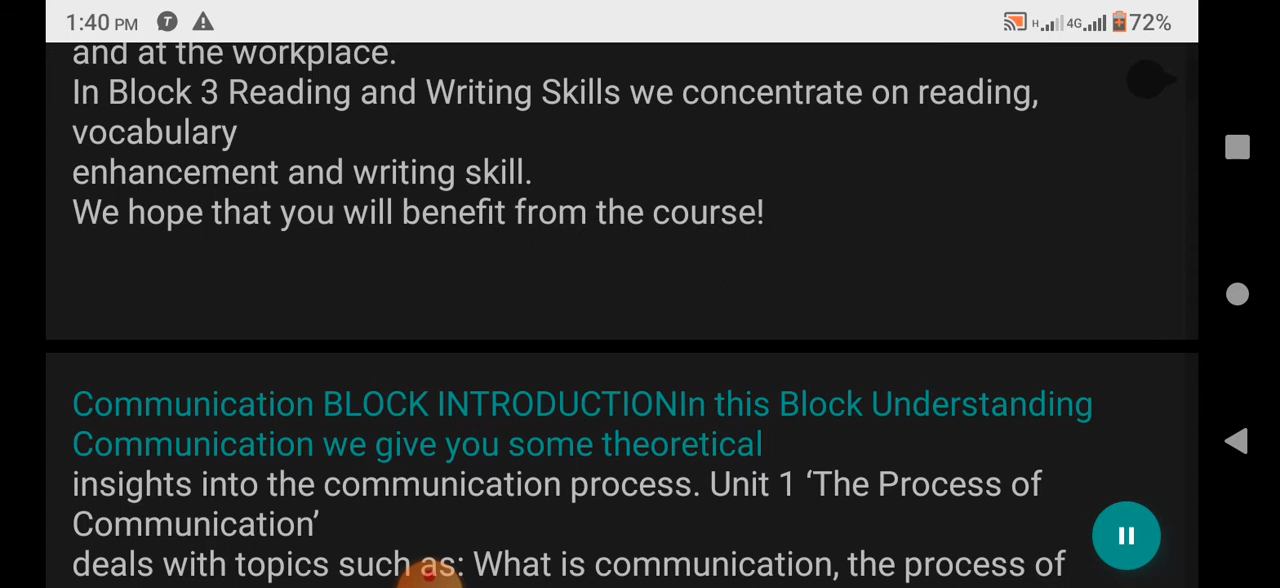 1:40 PM T H 4G 72%
and at the workplace.
In Block 3 Reading and Writing Skills we concentrate on reading,
vocabulary
enhancement and writing skill.
We hope that you will benefit from the course!
Communication BLOCK INTRODUCTIONIn this Block Understanding
Communication we give you some theoretical
insights into the communication process. Unit 1 ‘The Process of
Communication’
deals with topics such as: What is communication, the process of